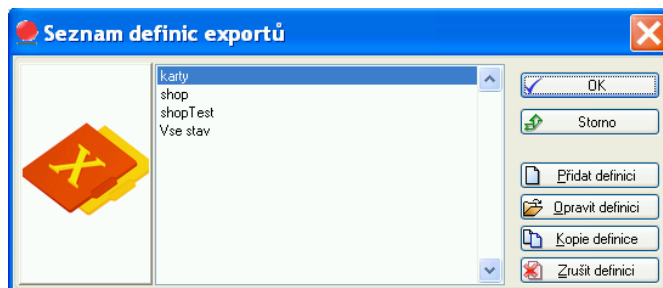 Seznam definic exportů
karty
shop
shopTest
Vse stav
X
OK
Storno
Přidat definici
Opravit definici
Kopie definice
Zrušit definici